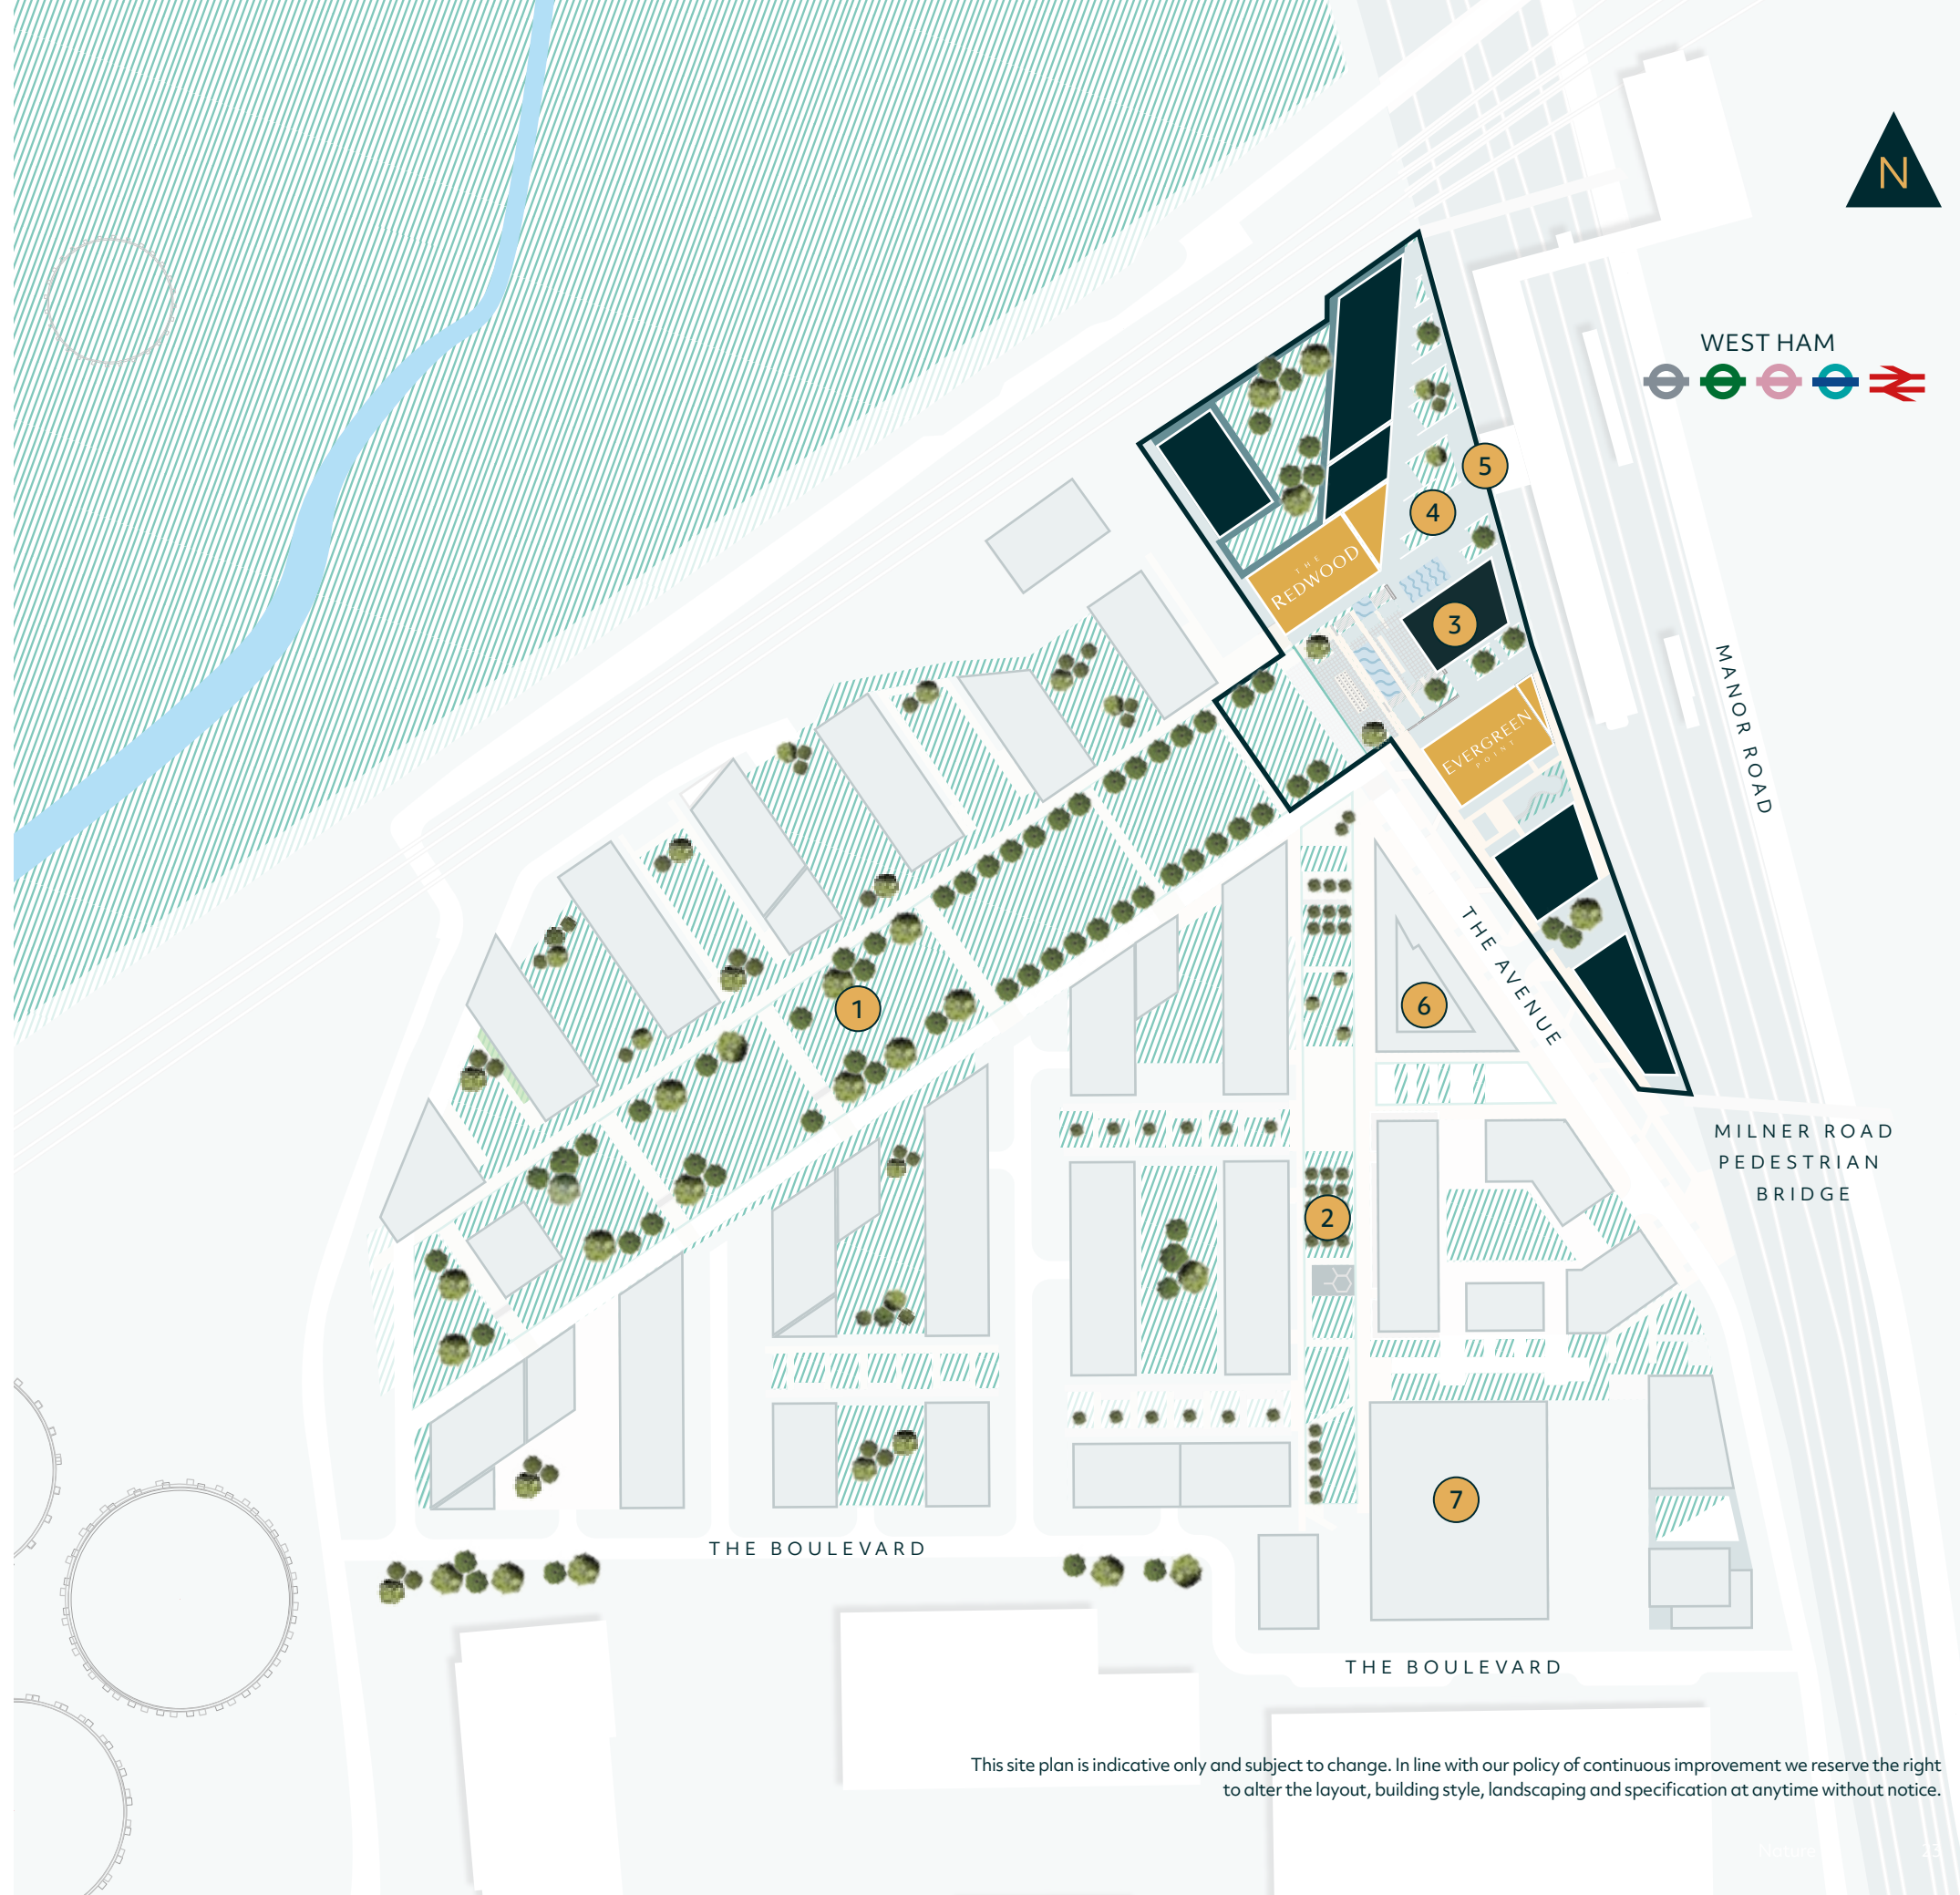 N
WEST HAM
5
4
THE
REDWOOD
3
MANOR ROAD
EVERGREEN
POINT
THE AVENUE
1
6
MILNER ROAD
PEDESTRIAN
BRIDGE
2
7
THE BOULEVARD
THE BOULEVARD
This site plan is indicative only and subject to change. In line with our policy of continuous improvement we reserve the right
to alter the layout, building style, landscaping and specification at anytime without notice.
Nature
23